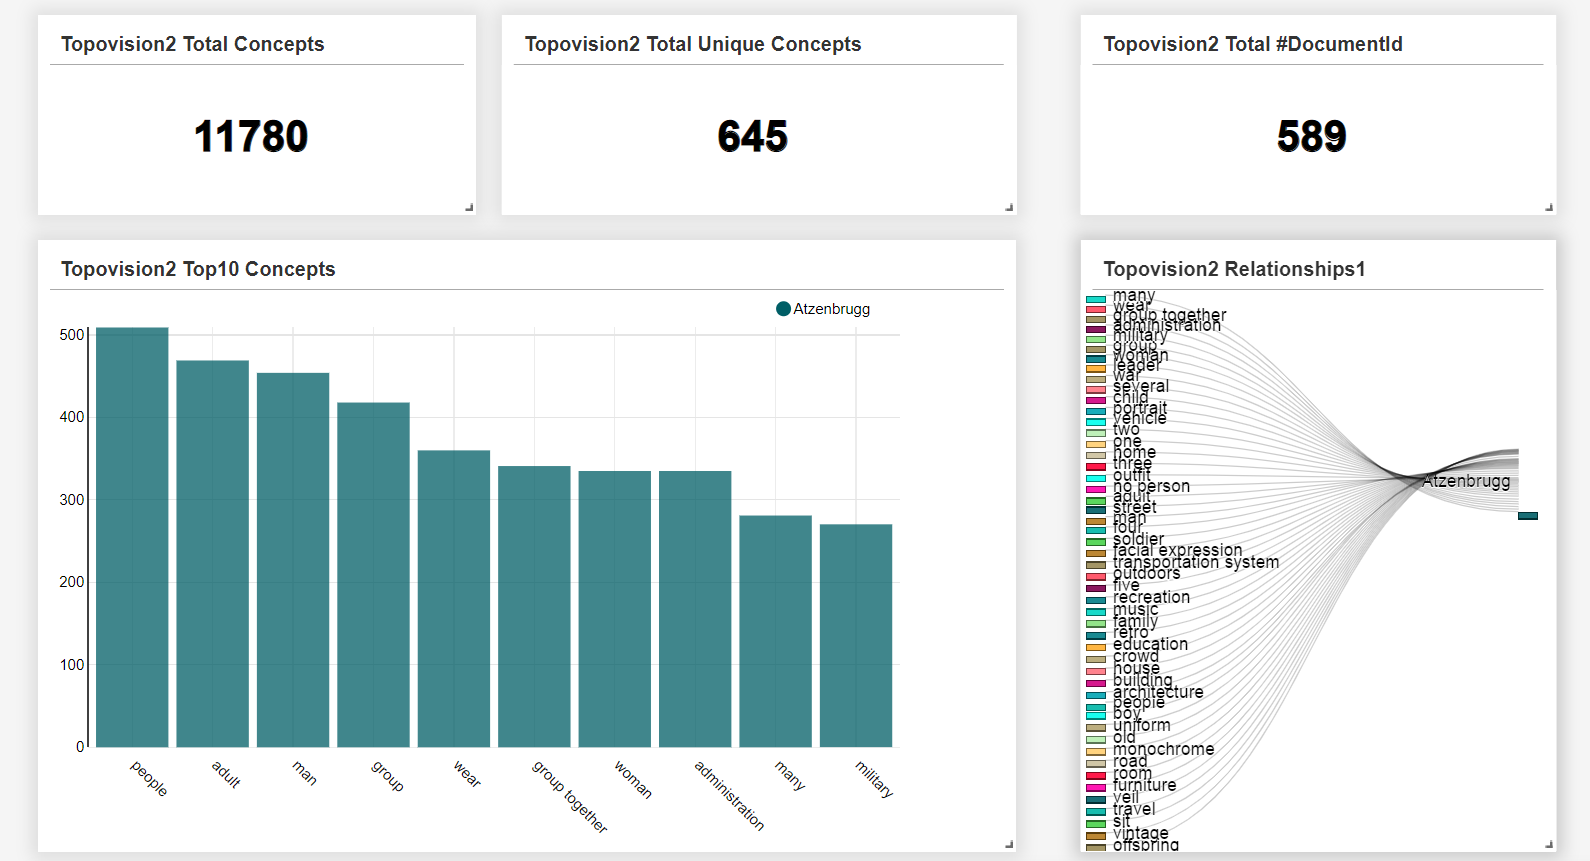 Topovision2 Total Concepts
11780
Topovision2 Total Unique Concepts
645
Topovision2 Total #DocumentId
589
Topovision2 Top10 Concepts
Atzenbrugg
500
400
300
200
100
0
people
adult
man
group
wear
group together
woman
administration
many
military
Topovision2 Relationships1
many
wear
group together
administration
military
group
woman
leader
war
several
child
portrait
vehicle
two
one
home
three
outfit
no person
adult
street
man
four
soldier
facial expression
transportation system
outdoors
five
recreation
music
family
retro
education
crowd
house
building
architecture
people
boy
uniform
old
monochrome
road
room
furniture
veil
travel
sit
vintage
offspring
Atzenbrugg